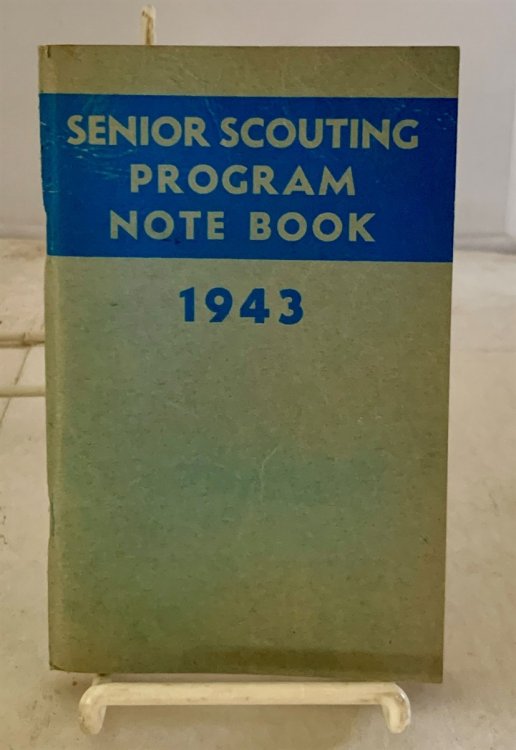 SENIOR SCOUTING
PROGRAM
NOTE BOOK
1943